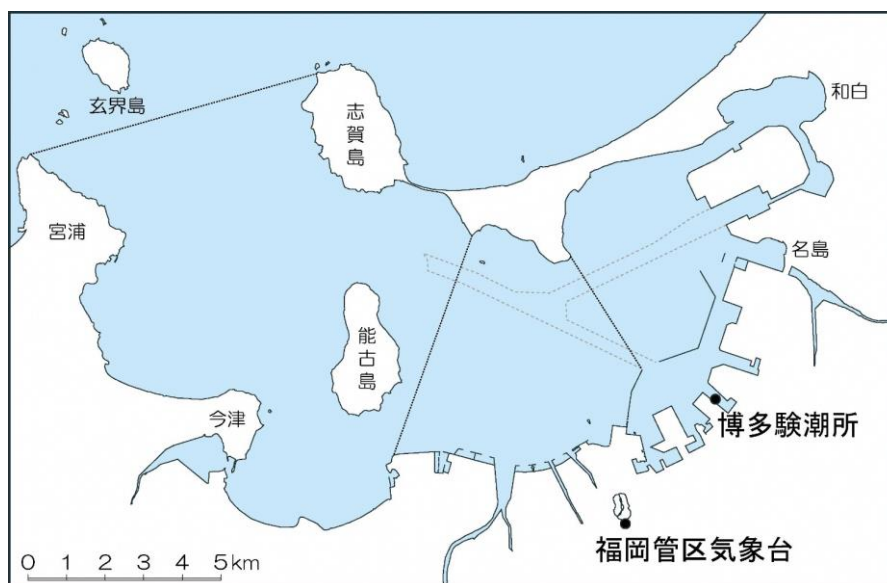 玄界島
志賀島
和白
宮浦
名島
能古島
今津
博多験潮所
福岡管区気象台
0 1 2 3 4 5km